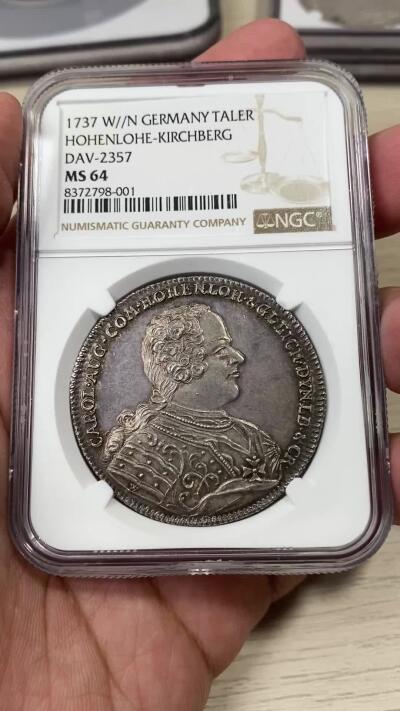 1737 W//N GERMANY TALER
HOHENLOHE-KIRCHBERG
DAV-2357
MS 64
8372798-001
NUMISMATIC GUARANTY COMPANY
NGC
CAROL·AUG·COM·HOHENLOH·&GLEICH·DYN·L·&CR·
W